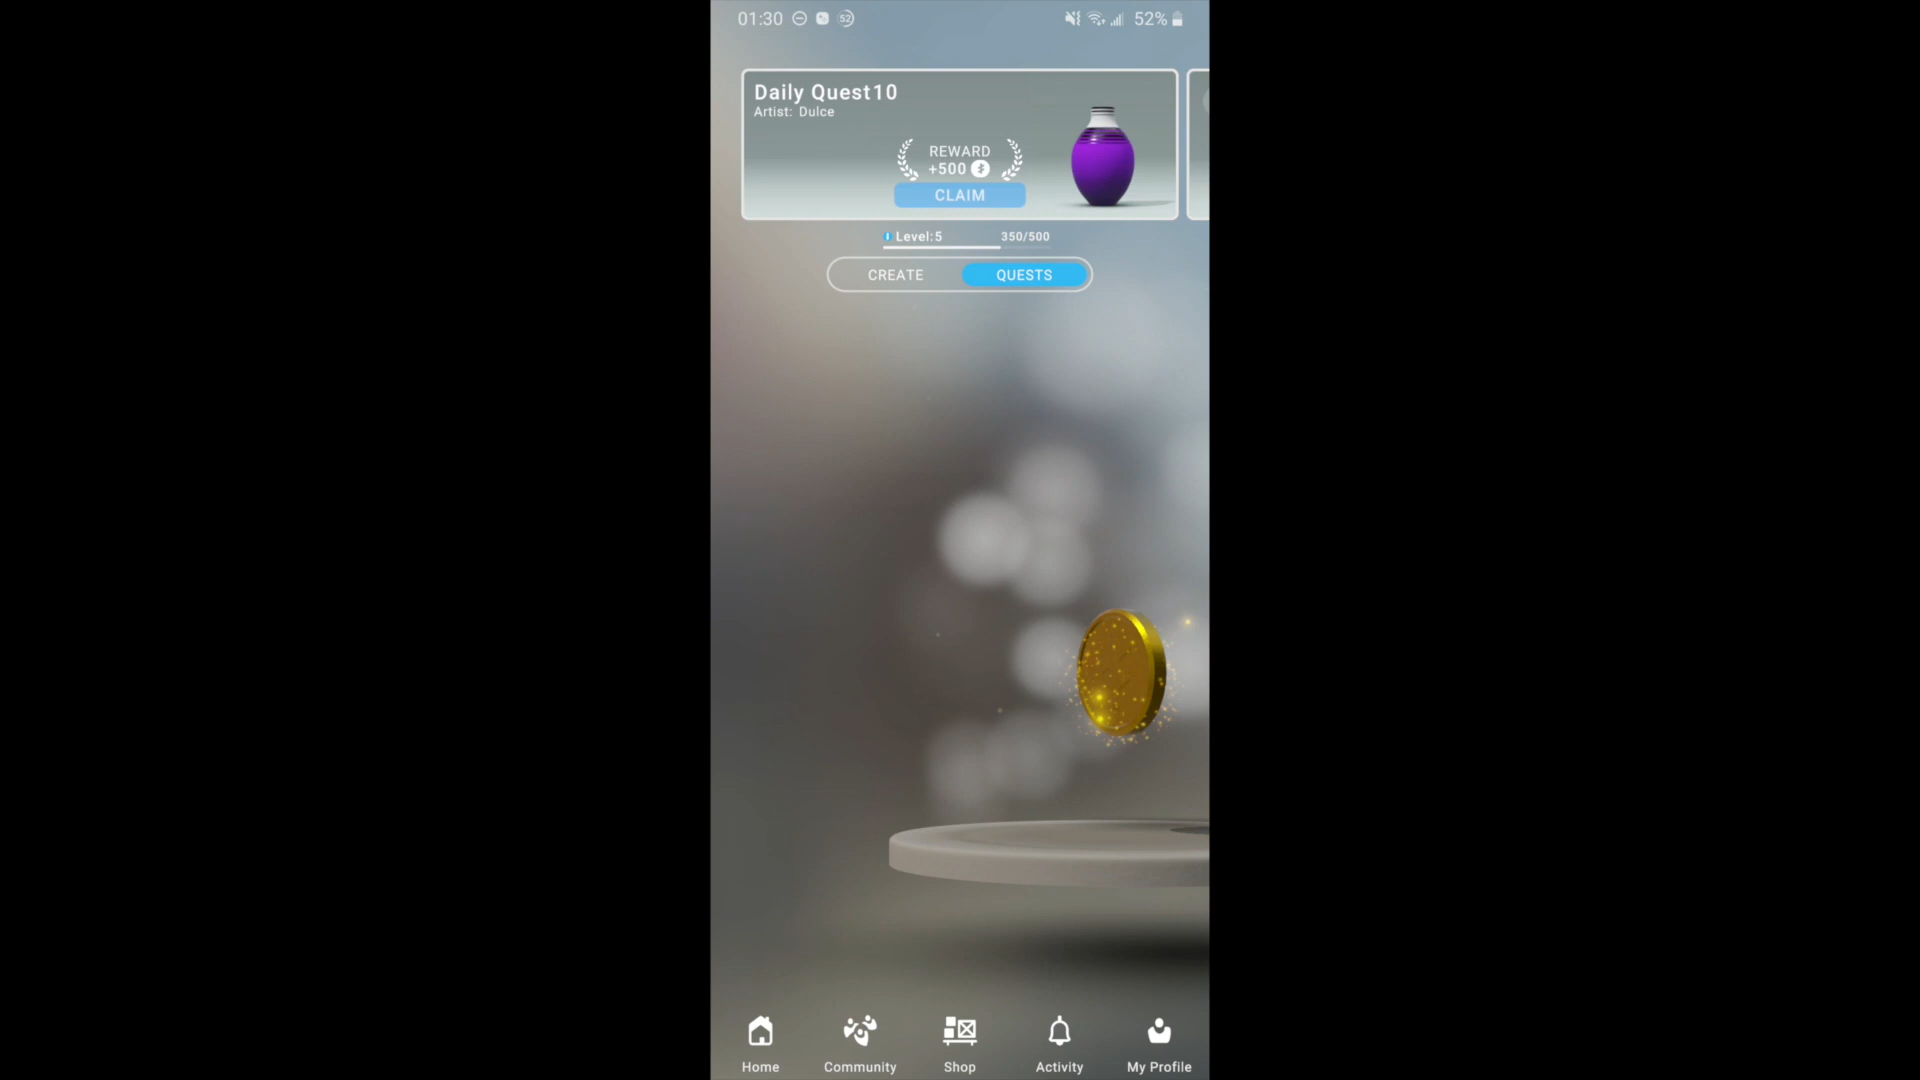 01:30 52 52%
Daily Quest10
Artist: Dulce
REWARD
+500
CLAIM
Level:5 350/500
CREATE QUESTS
Home Community Shop Activity My Profile